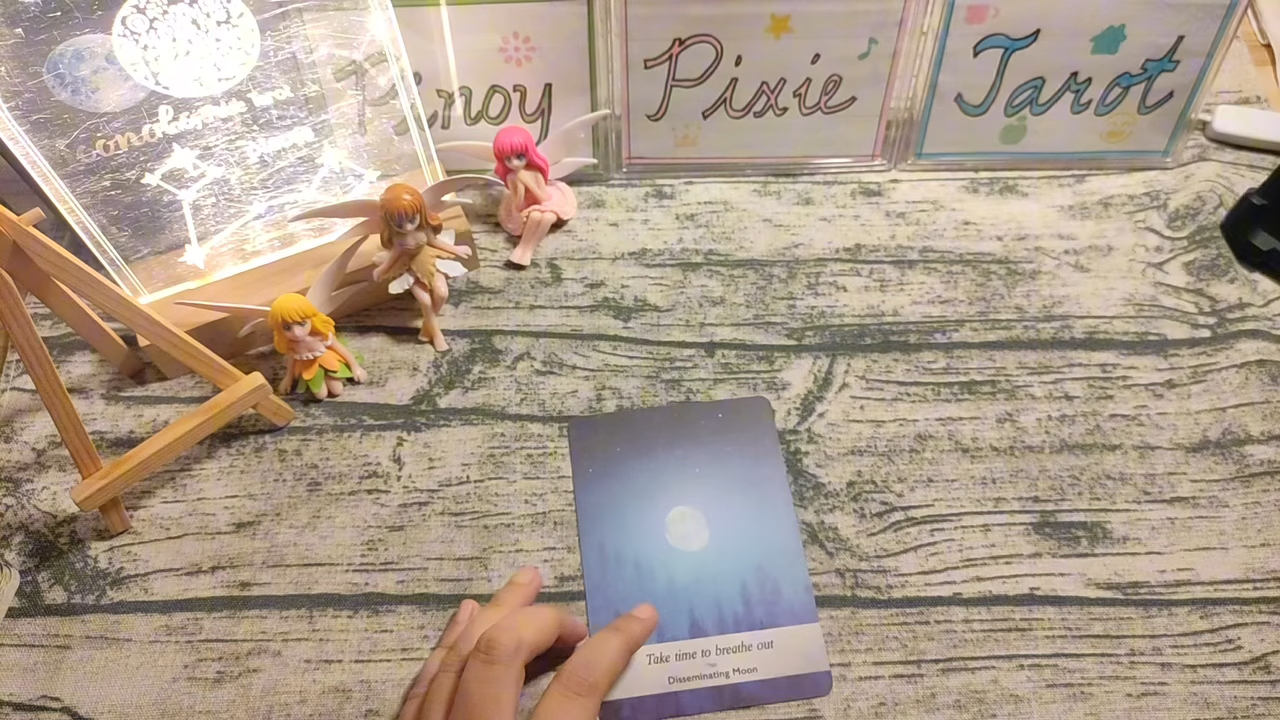 Pinoy
Pixie
Tarot
Take time to breathe out
Disseminating Moon